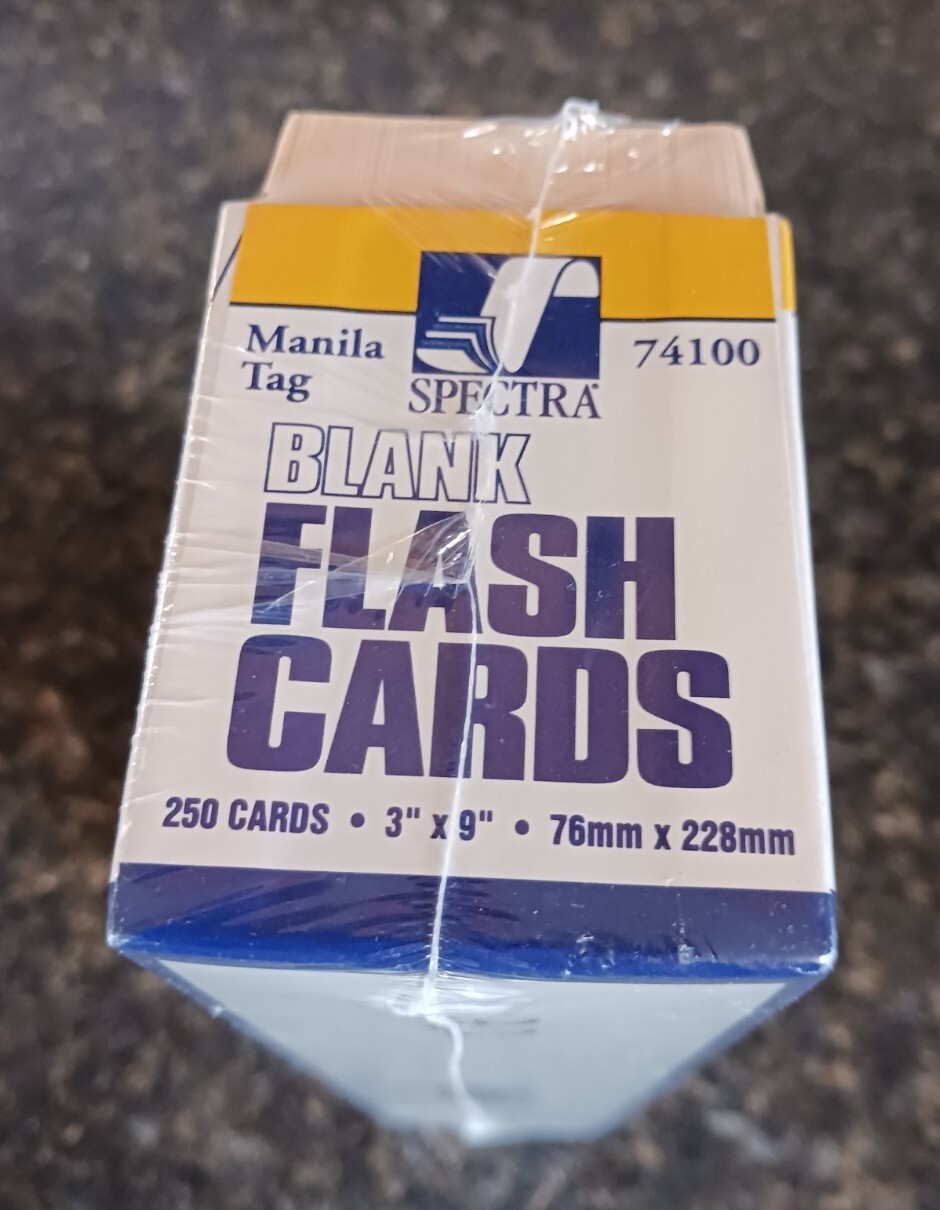 Manila
Tag
74100
SPECTRA®
BLANK
FLASH
CARDS
250 CARDS • 3" x 9" • 76mm x 228mm